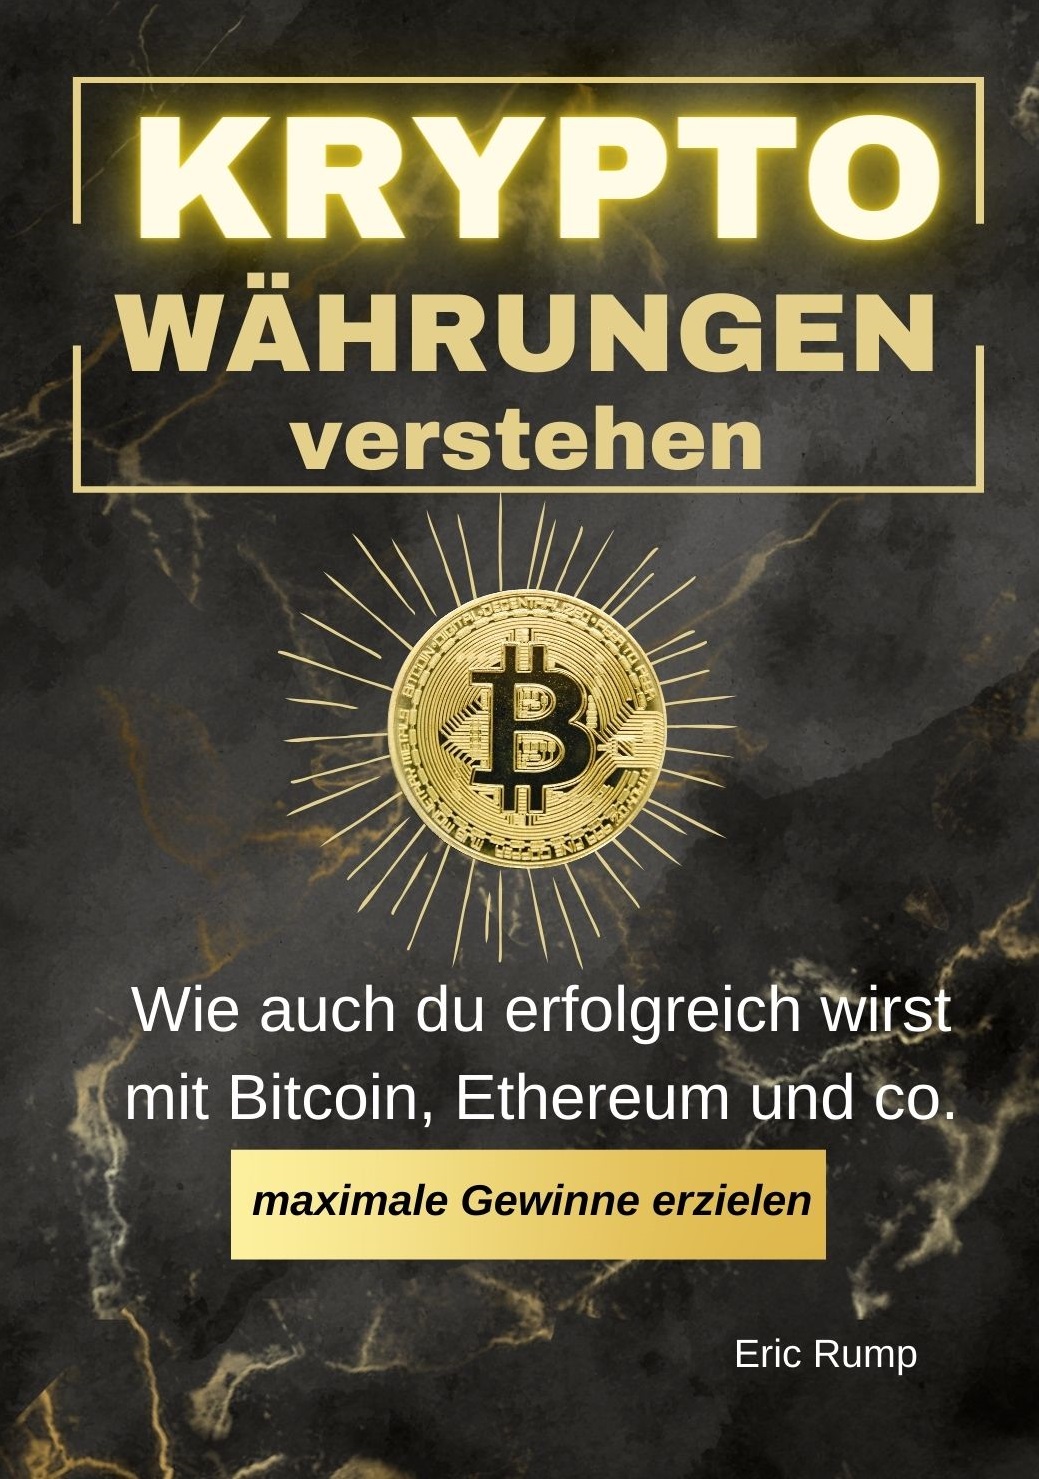 KRYPTO
WÄHRUNGEN
verstehen
Wie auch du erfolgreich wirst
mit Bitcoin, Ethereum und co.
maximale Gewinne erzielen
Eric Rump